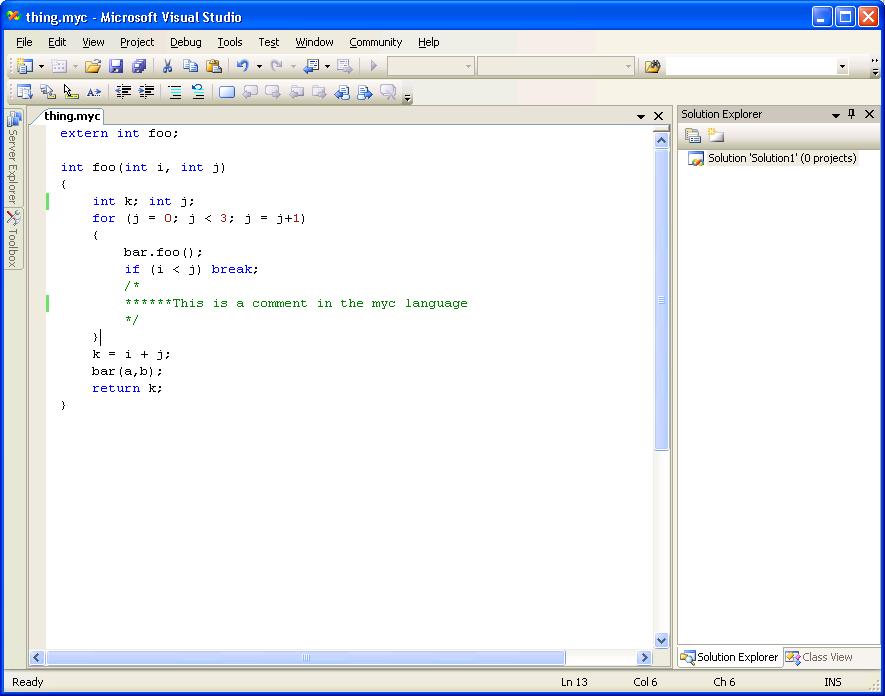 thing.myc - Microsoft Visual Studio
File Edit View Project Debug Tools Test Window Community Help
Server Explorer
Toolbox
thing.myc
extern int foo;
int foo(int i, int j)
{
int k; int j;
for (j = 0; j < 3; j = j+1)
{
bar.foo();
if (i < j) break;
/*
******This is a comment in the myc language
*/
}
k = i + j;
bar(a,b);
return k;
}
Solution Explorer
Solution 'Solution1' (0 projects)
Solution Explorer Class View
Ready Ln 13 Col 6 Ch 6 INS